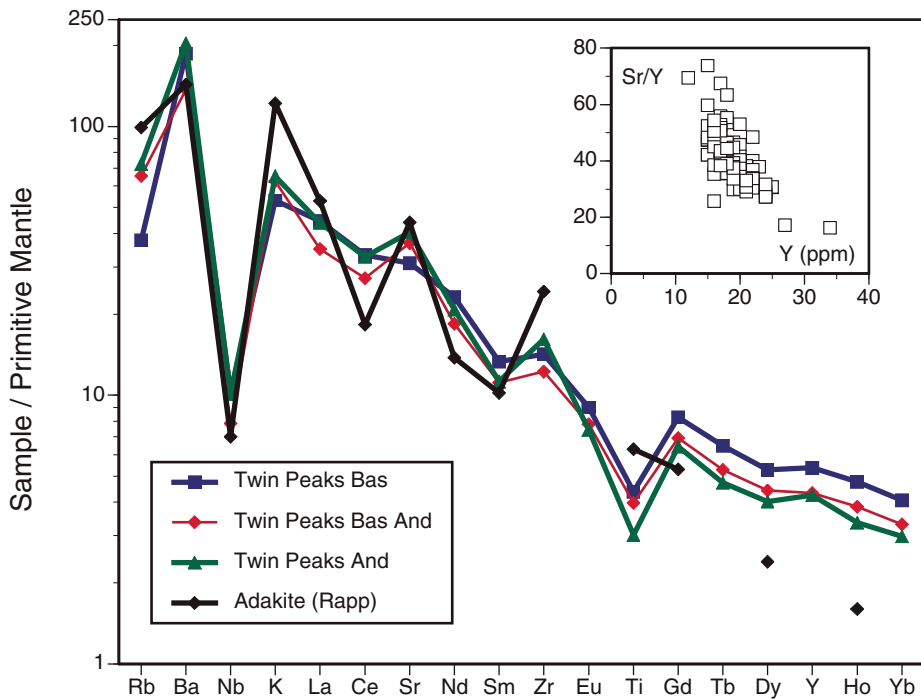 250
100
10
1
Sample / Primitive Mantle
Rb Ba Nb K La Ce Sr Nd Sm Zr Eu Ti Gd Tb Dy Y Ho Yb
Twin Peaks Bas
Twin Peaks Bas And
Twin Peaks And
Adakite (Rapp)
80
60
40
20
0
Sr/Y
Y (ppm)
0 10 20 30 40